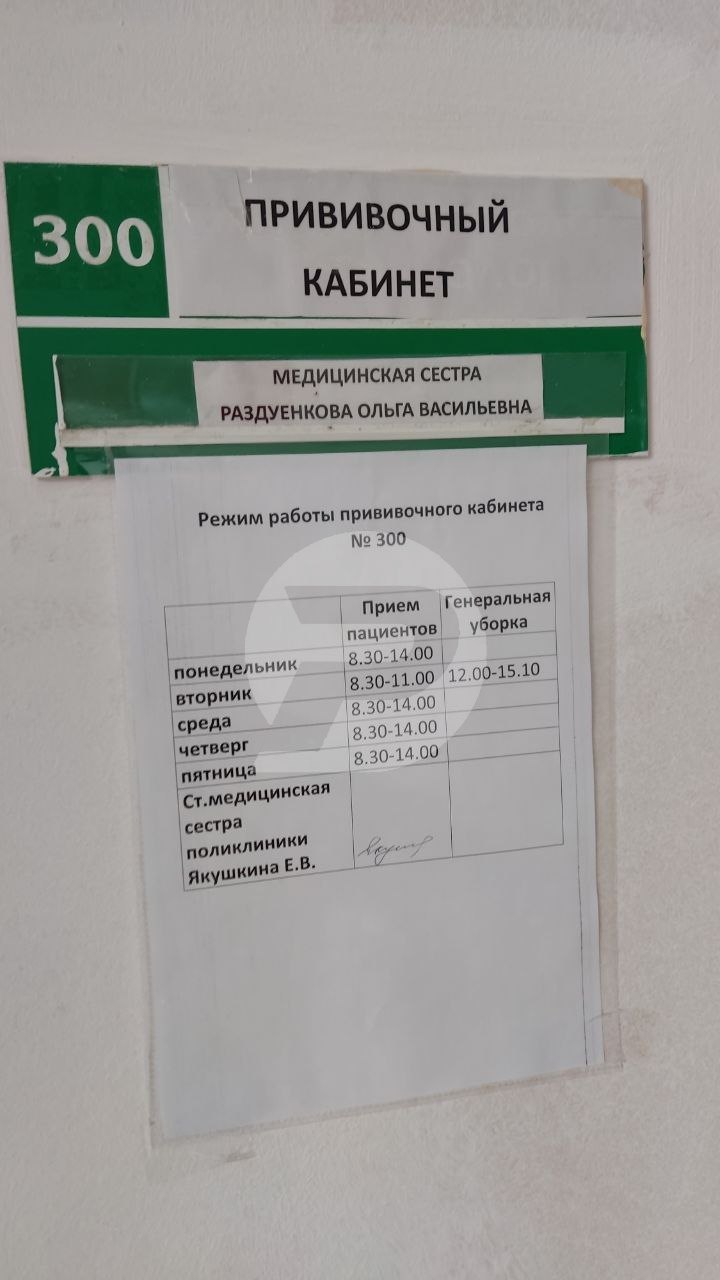 300
ПРИВИВОЧНЫЙ
КАБИНЕТ
МЕДИЦИНСКАЯ СЕСТРА
РАЗДУЕНКОВА ОЛЬГА ВАСИЛЬЕВНА
Режим работы прививочного кабинета
№ 300
Прием пациентов Генеральная уборка
понедельник 8.30-14.00
вторник 8.30-11.00 12.00-15.10
среда 8.30-14.00
четверг 8.30-14.00
пятница 8.30-14.00
Ст.медицинская
сестра
поликлиники
Якушкина Е.В.